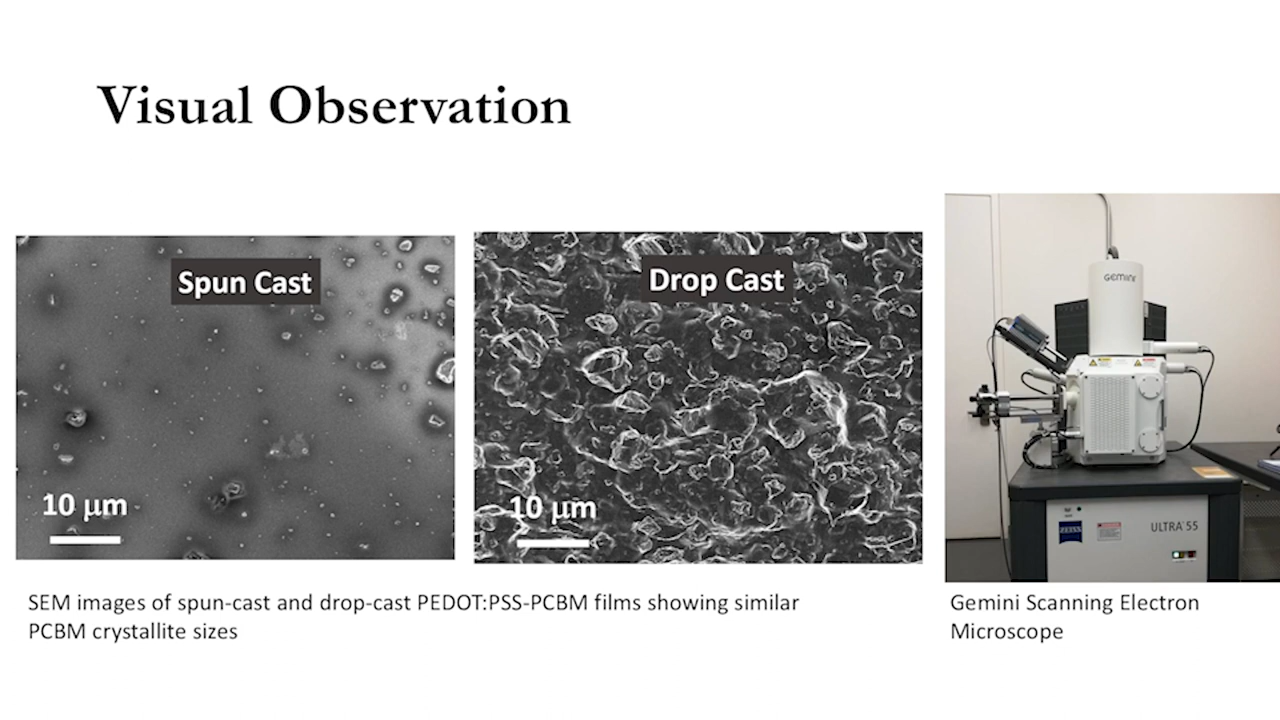 Visual Observation
Spun Cast
10 μm
Drop Cast
10 μm
GEMINI
ZEISS
ULTRA 55
SEM images of spun-cast and drop-cast PEDOT:PSS-PCBM films showing similar
PCBM crystallite sizes
Gemini Scanning Electron
Microscope